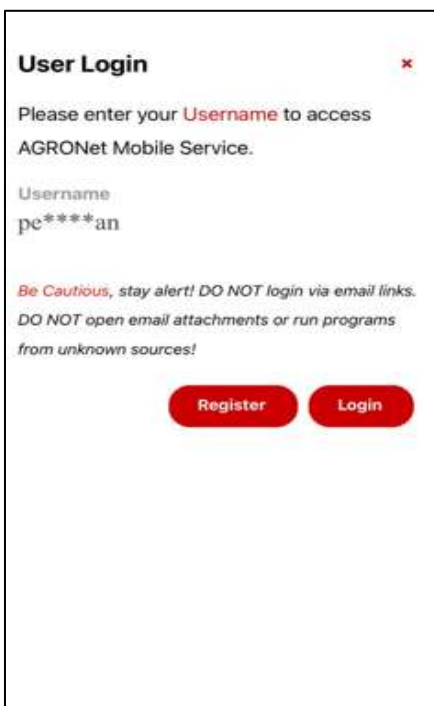 User Login ×
Please enter your Username to access
AGRONet Mobile Service.
Username
pe****an
Be Cautious, stay alert! DO NOT login via email links.
DO NOT open email attachments or run programs
from unknown sources!
Register Login